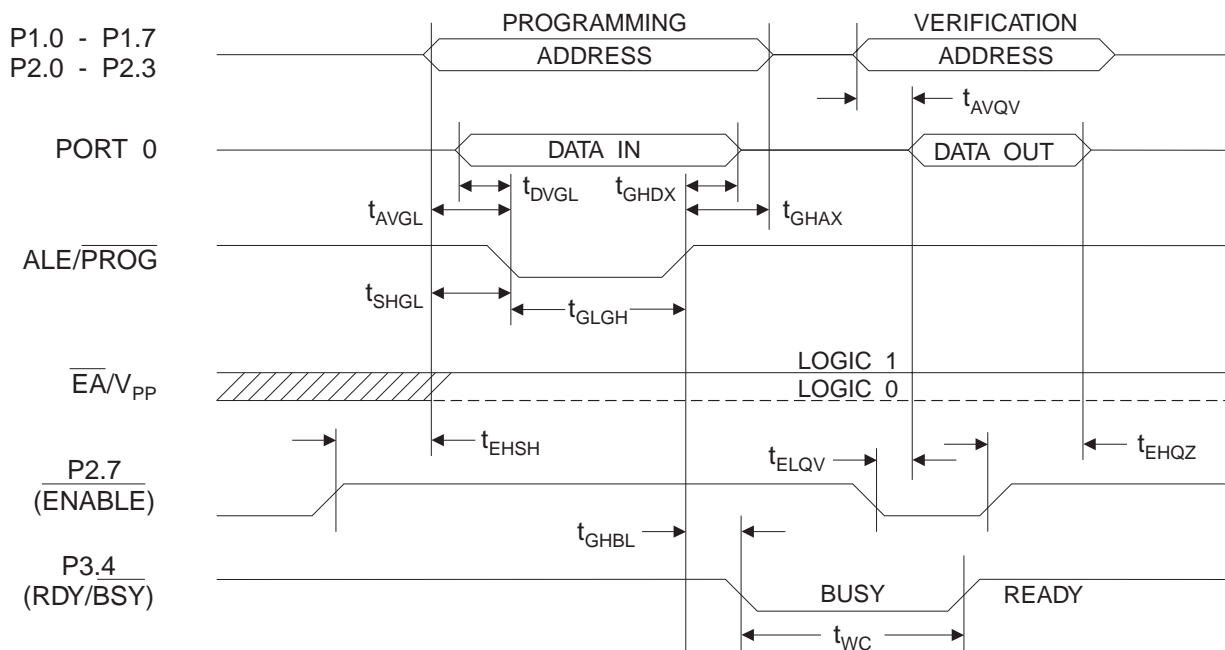 PROGRAMMING
VERIFICATION
P1.0 - P1.7
P2.0 - P2.3
ADDRESS
ADDRESS
tAVQV
PORT 0
DATA IN
DATA OUT
tDVGL
tGHDX
tAVGL
tGHAX
ALE/PROG
tSHGL
tGLGH
LOGIC 1
EA/VPP
LOGIC 0
tEHSH
tELQV
tEHQZ
P2.7
(ENABLE)
tGHBL
P3.4
(RDY/BSY)
BUSY
READY
tWC